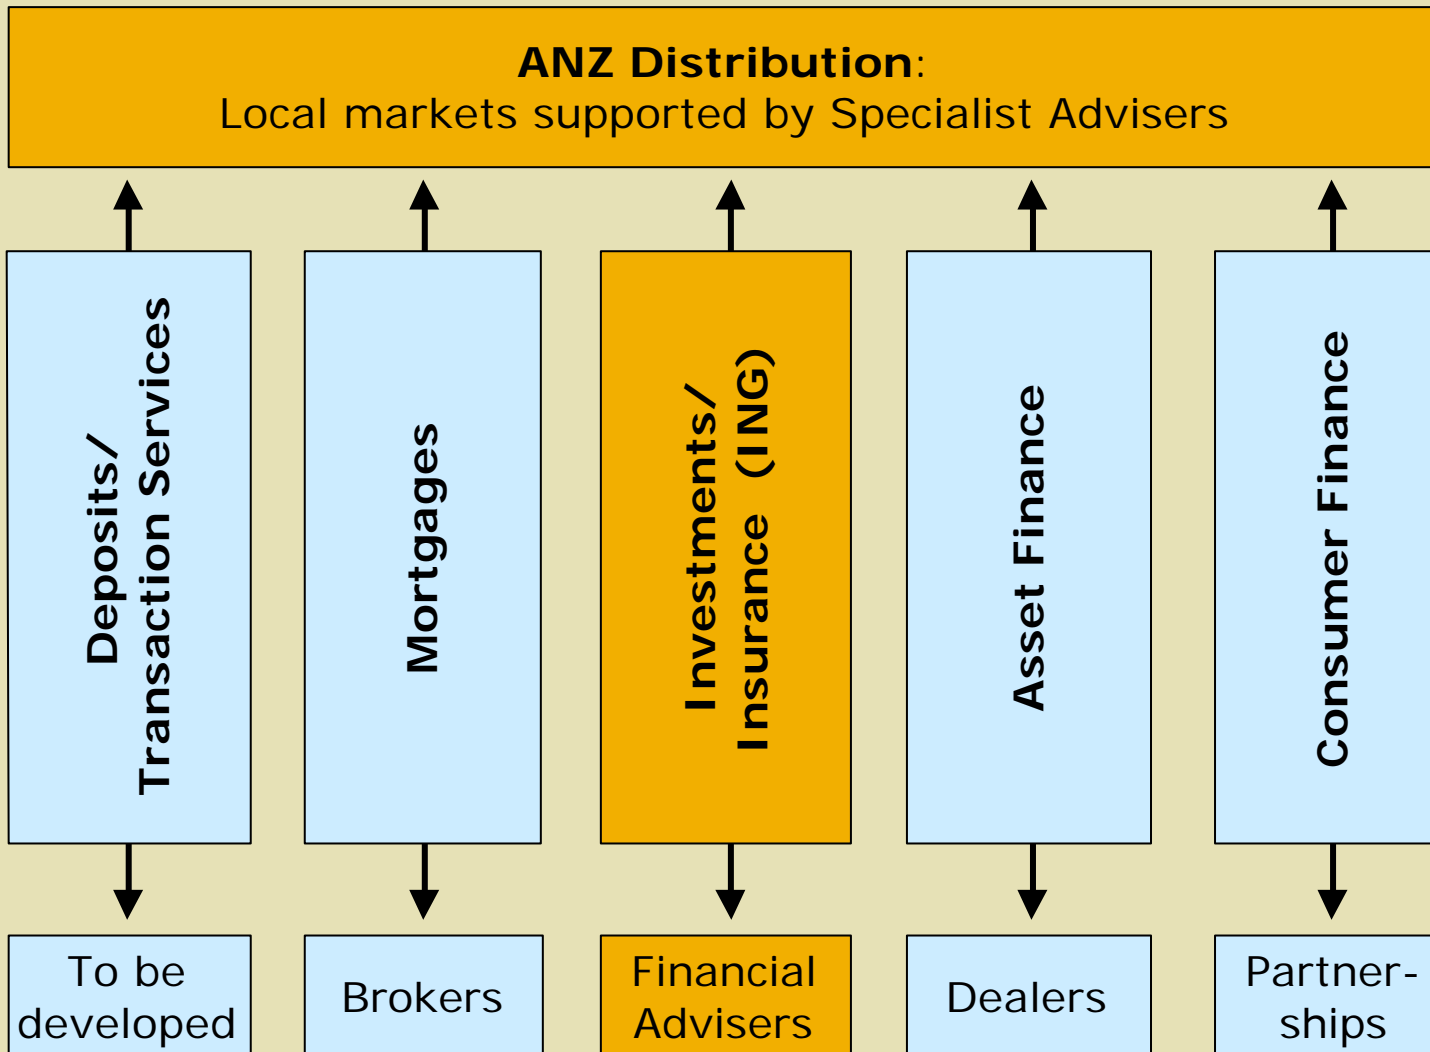 ANZ Distribution:
Local markets supported by Specialist Advisers
Deposits/
Transaction Services
Mortgages
Investments/
Insurance (ING)
Asset Finance
Consumer Finance
To be
developed
Brokers
Financial
Advisers
Dealers
Partner-
ships